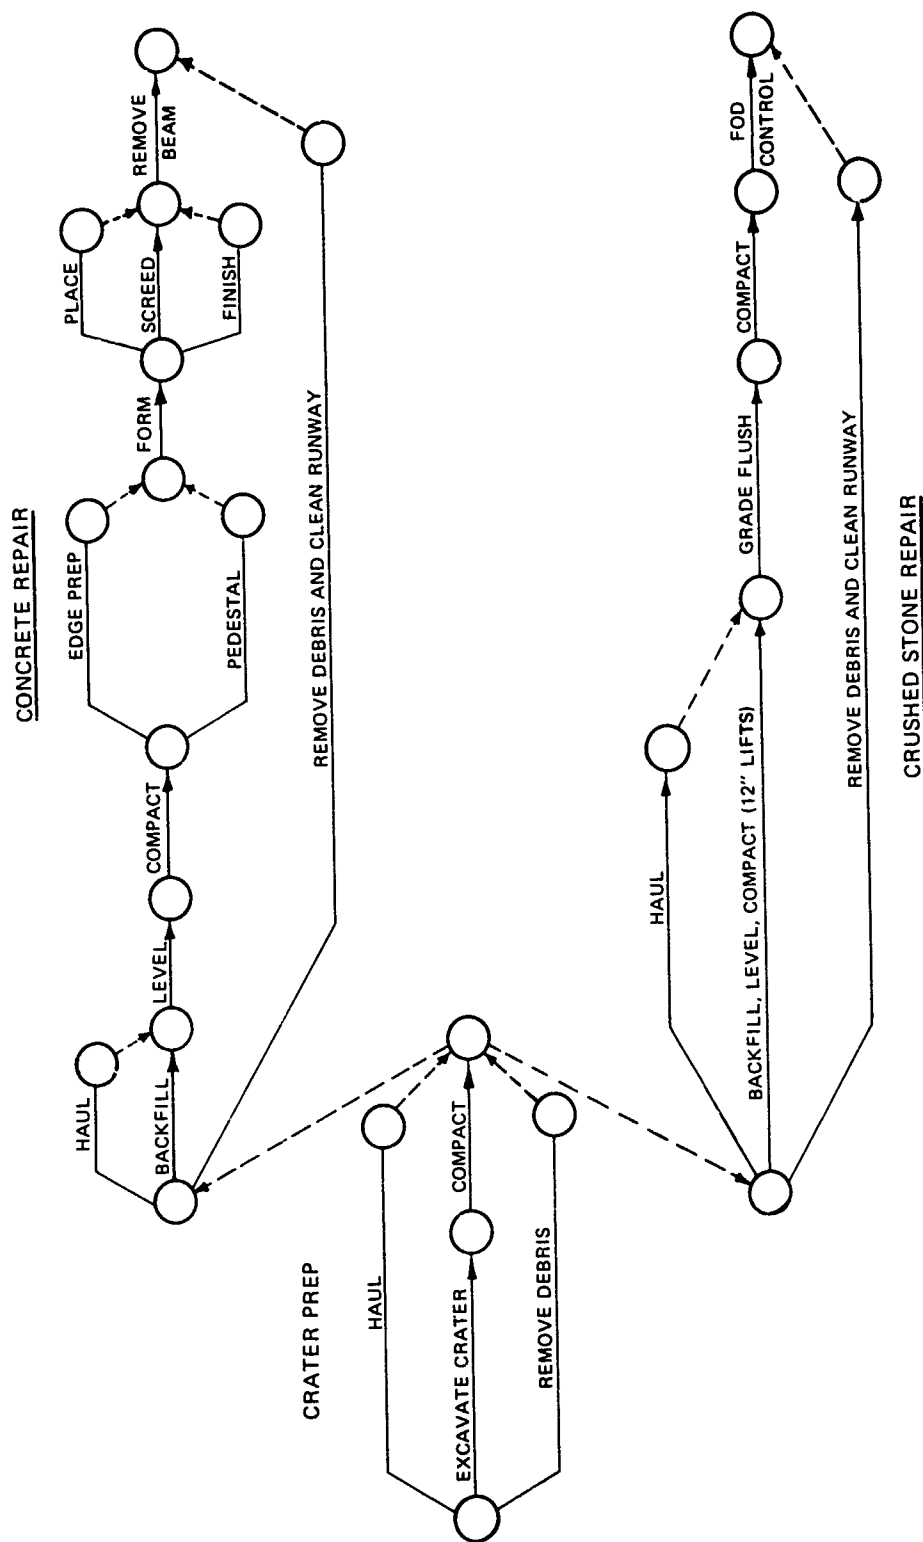 CONCRETE REPAIR
HAUL
BACKFILL
LEVEL
COMPACT
EDGE PREP
PEDESTAL
FORM
PLACE
SCREED
FINISH
REMOVE
BEAM
REMOVE DEBRIS AND CLEAN RUNWAY
CRATER PREP
HAUL
EXCAVATE CRATER
COMPACT
REMOVE DEBRIS
HAUL
BACKFILL, LEVEL, COMPACT (12" LIFTS)
GRADE FLUSH
COMPACT
FOD
CONTROL
REMOVE DEBRIS AND CLEAN RUNWAY
CRUSHED STONE REPAIR